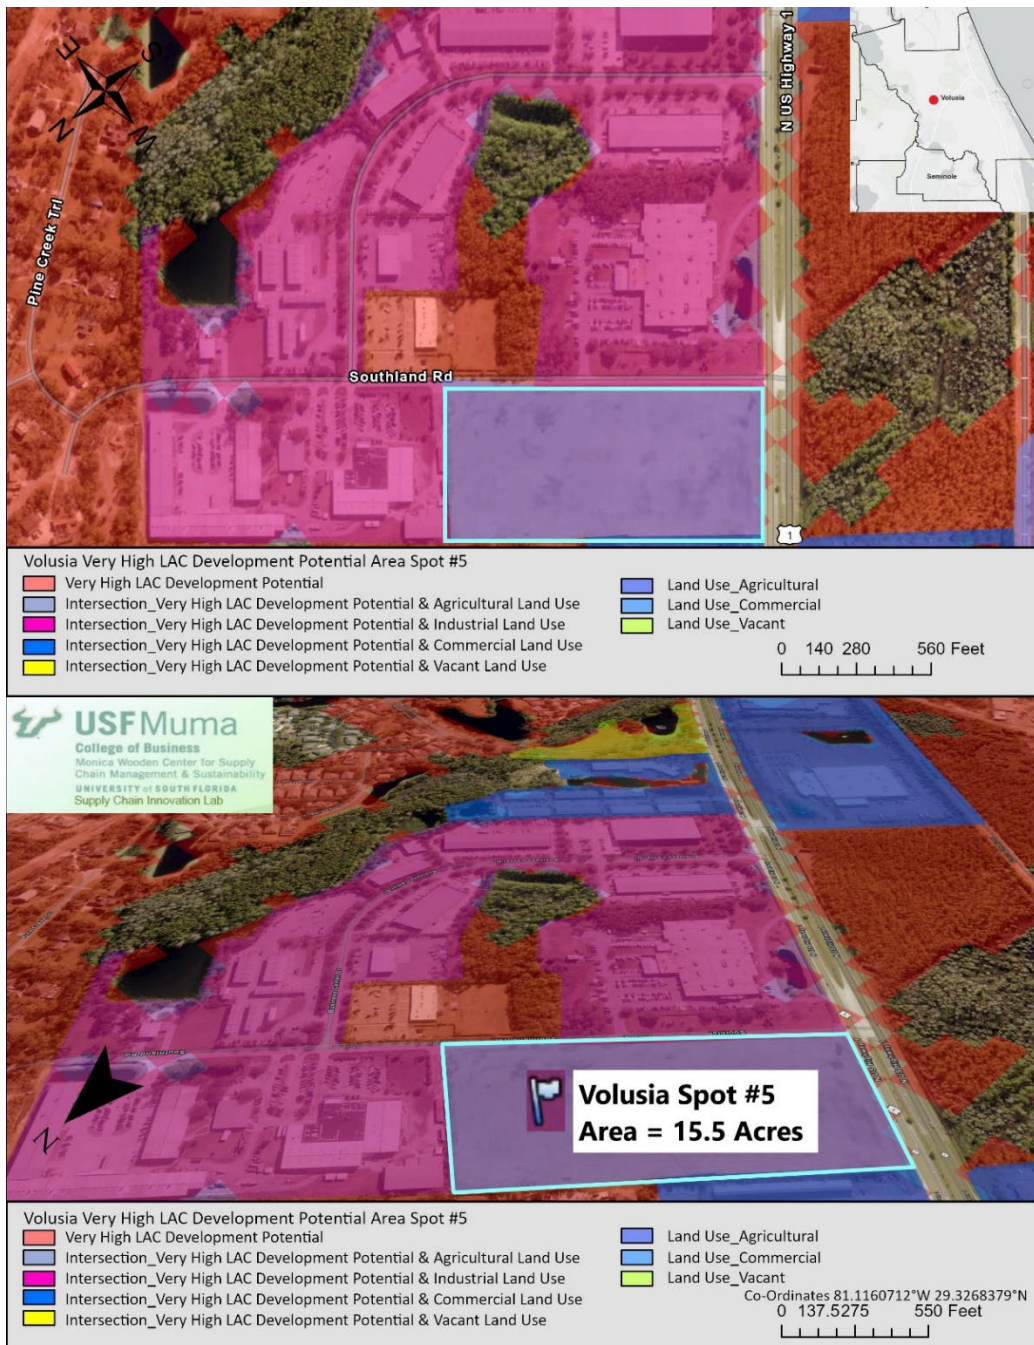 E
S
N
W
Pine Creek Trl
Southland Rd
N US Highway 1
1
Volusia
Seminole
Volusia Very High LAC Development Potential Area Spot #5
Very High LAC Development Potential
Intersection_Very High LAC Development Potential & Agricultural Land Use
Intersection_Very High LAC Development Potential & Industrial Land Use
Intersection_Very High LAC Development Potential & Commercial Land Use
Intersection_Very High LAC Development Potential & Vacant Land Use
Land Use_Agricultural
Land Use_Commercial
Land Use_Vacant
0 140 280 560 Feet
USF Muma
College of Business
Monica Wooden Center for Supply
Chain Management & Sustainability
UNIVERSITY of SOUTH FLORIDA
Supply Chain Innovation Lab
N
Volusia Spot #5
Area = 15.5 Acres
Volusia Very High LAC Development Potential Area Spot #5
Very High LAC Development Potential
Intersection_Very High LAC Development Potential & Agricultural Land Use
Intersection_Very High LAC Development Potential & Industrial Land Use
Intersection_Very High LAC Development Potential & Commercial Land Use
Intersection_Very High LAC Development Potential & Vacant Land Use
Land Use_Agricultural
Land Use_Commercial
Land Use_Vacant
Co-Ordinates 81.1160712°W 29.3268379°N
0 137.5275 550 Feet